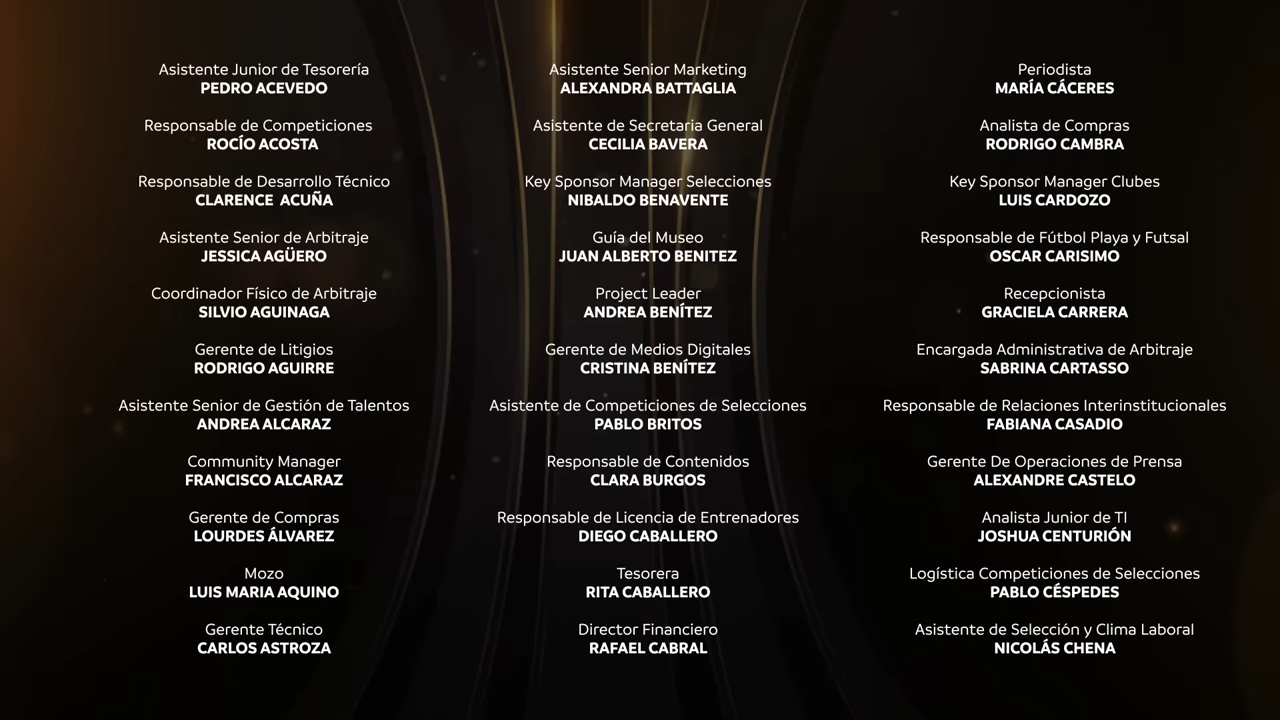 Asistente Junior de Tesorería
PEDRO ACEVEDO
Responsable de Competiciones
ROCÍO ACOSTA
Responsable de Desarrollo Técnico
CLARENCE ACUÑA
Asistente Senior de Arbitraje
JESSICA AGÜERO
Coordinador Físico de Arbitraje
SILVIO AGUINAGA
Gerente de Litigios
RODRIGO AGUIRRE
Asistente Senior de Gestión de Talentos
ANDREA ALCARAZ
Community Manager
FRANCISCO ALCARAZ
Gerente de Compras
LOURDES ÁLVAREZ
Mozo
LUIS MARIA AQUINO
Gerente Técnico
CARLOS ASTROZA
Asistente Senior Marketing
ALEXANDRA BATTAGLIA
Asistente de Secretaria General
CECILIA BAVERA
Key Sponsor Manager Selecciones
NIBALDO BENAVENTE
Guía del Museo
JUAN ALBERTO BENITEZ
Project Leader
ANDREA BENÍTEZ
Gerente de Medios Digitales
CRISTINA BENÍTEZ
Asistente de Competiciones de Selecciones
PABLO BRITOS
Responsable de Contenidos
CLARA BURGOS
Responsable de Licencia de Entrenadores
DIEGO CABALLERO
Tesorera
RITA CABALLERO
Director Financiero
RAFAEL CABRAL
Periodista
MARÍA CÁCERES
Analista de Compras
RODRIGO CAMBRA
Key Sponsor Manager Clubes
LUIS CARDOZO
Responsable de Fútbol Playa y Futsal
OSCAR CARISIMO
Recepcionista
GRACIELA CARRERA
Encargada Administrativa de Arbitraje
SABRINA CARTASSO
Responsable de Relaciones Interinstitucionales
FABIANA CASADIO
Gerente De Operaciones de Prensa
ALEXANDRE CASTELO
Analista Junior de TI
JOSHUA CENTURIÓN
Logística Competiciones de Selecciones
PABLO CÉSPEDES
Asistente de Selección y Clima Laboral
NICOLÁS CHENA